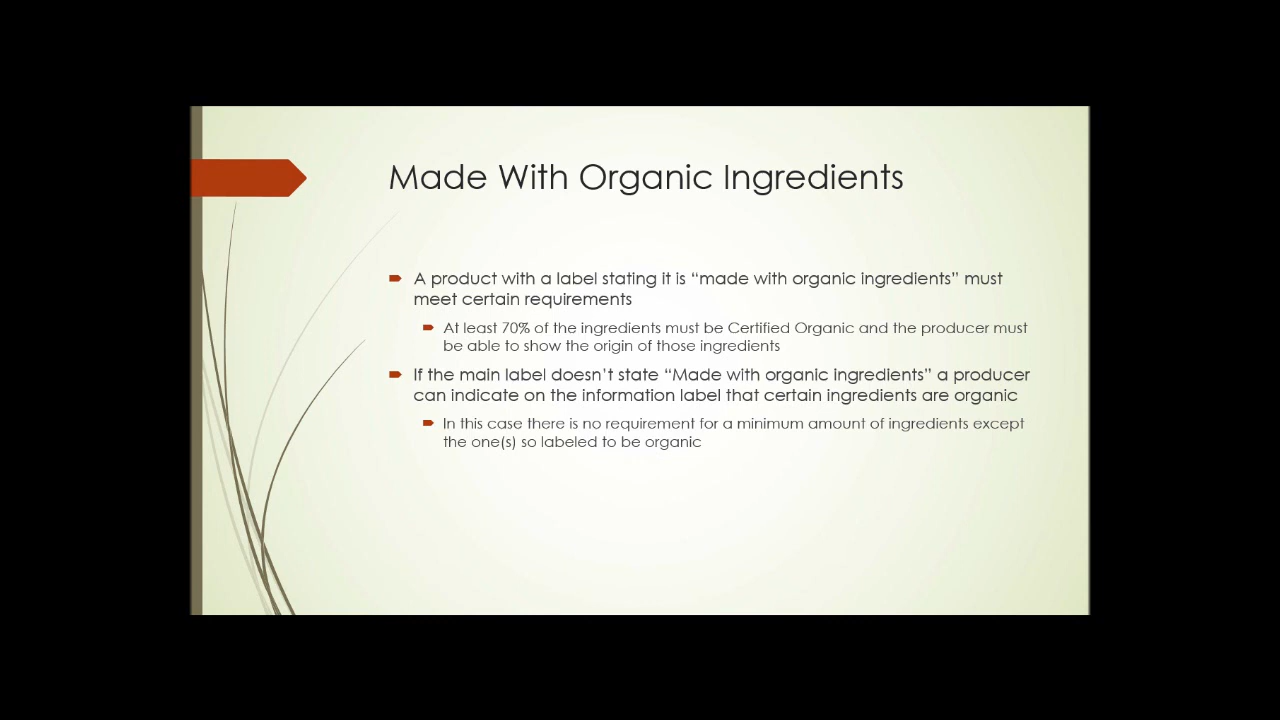 Made With Organic Ingredients
A product with a label stating it is “made with organic ingredients” must
meet certain requirements
At least 70% of the ingredients must be Certified Organic and the producer must
be able to show the origin of those ingredients
If the main label doesn’t state “Made with organic ingredients” a producer
can indicate on the information label that certain ingredients are organic
In this case there is no requirement for a minimum amount of ingredients except
the one(s) so labeled to be organic